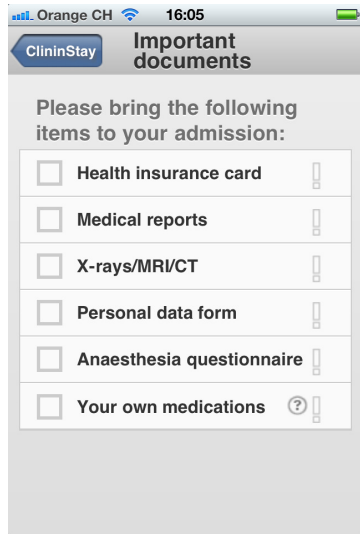 Orange CH 16:05
ClininStay
Important
documents
Please bring the following
items to your admission:
Health insurance card
Medical reports
X-rays/MRI/CT
Personal data form
Anaesthesia questionnaire
Your own medications ?